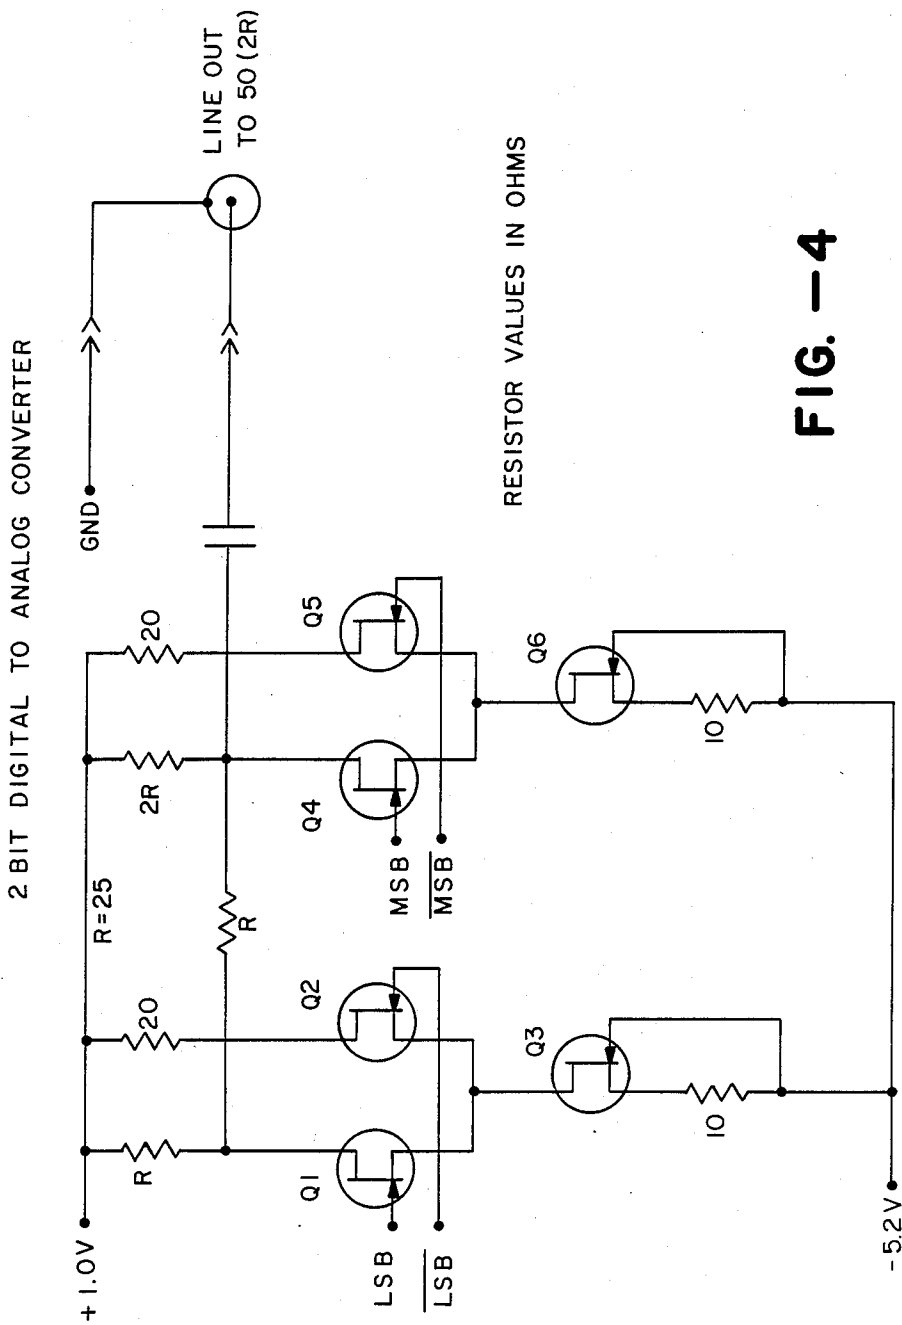 2 BIT DIGITAL TO ANALOG CONVERTER
+1.0V
R=25
GND
LINE OUT
TO 50 (2R)
R
20
2R
20
R
Q1
Q2
Q4
Q5
LSB
LSB
MSB
MSB
Q3
Q6
10
10
-5.2V
RESISTOR VALUES IN OHMS
FIG. —4